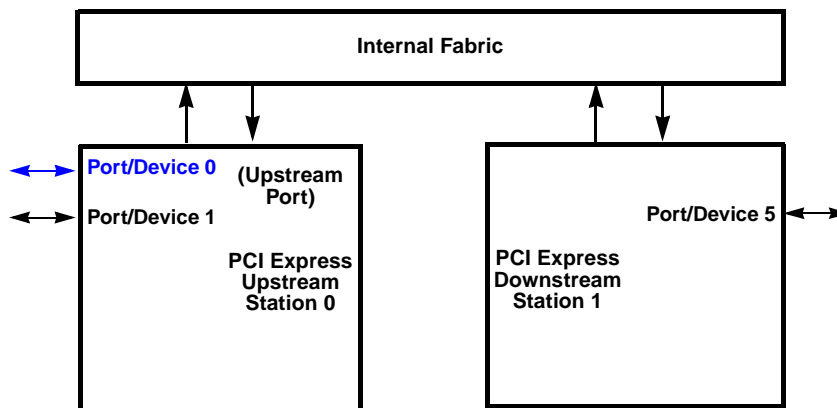 Internal Fabric
Port/Device 0
(Upstream
Port)
Port/Device 1
PCI Express
Upstream
Station 0
Port/Device 5
PCI Express
Downstream
Station 1